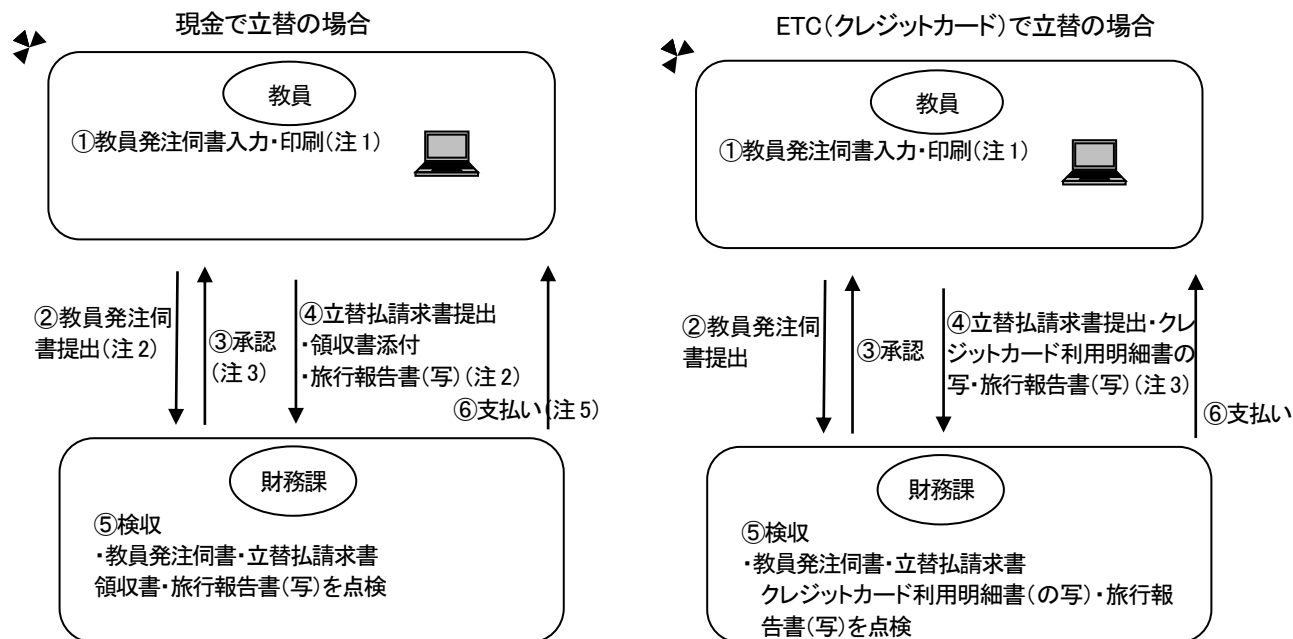 現金で立替の場合
教員
①教員発注伺書入力・印刷(注1)
②教員発注伺
書提出(注2)
③承認
(注3)
④立替払請求書提出
・領収書添付
・旅行報告書(写)(注2)
⑥支払い(注5)
財務課
⑤検収
・教員発注伺書・立替払請求書
領収書・旅行報告書(写)を点検
ETC(クレジットカード)で立替の場合
教員
①教員発注伺書入力・印刷(注1)
②教員発注伺
書提出
③承認
④立替払請求書提出・クレ
ジットカード利用明細書の
写・旅行報告書(写)(注3)
⑥支払い
財務課
⑤検収
・教員発注伺書・立替払請求書
クレジットカード利用明細書(の写)・旅行報
告書(写)を点検